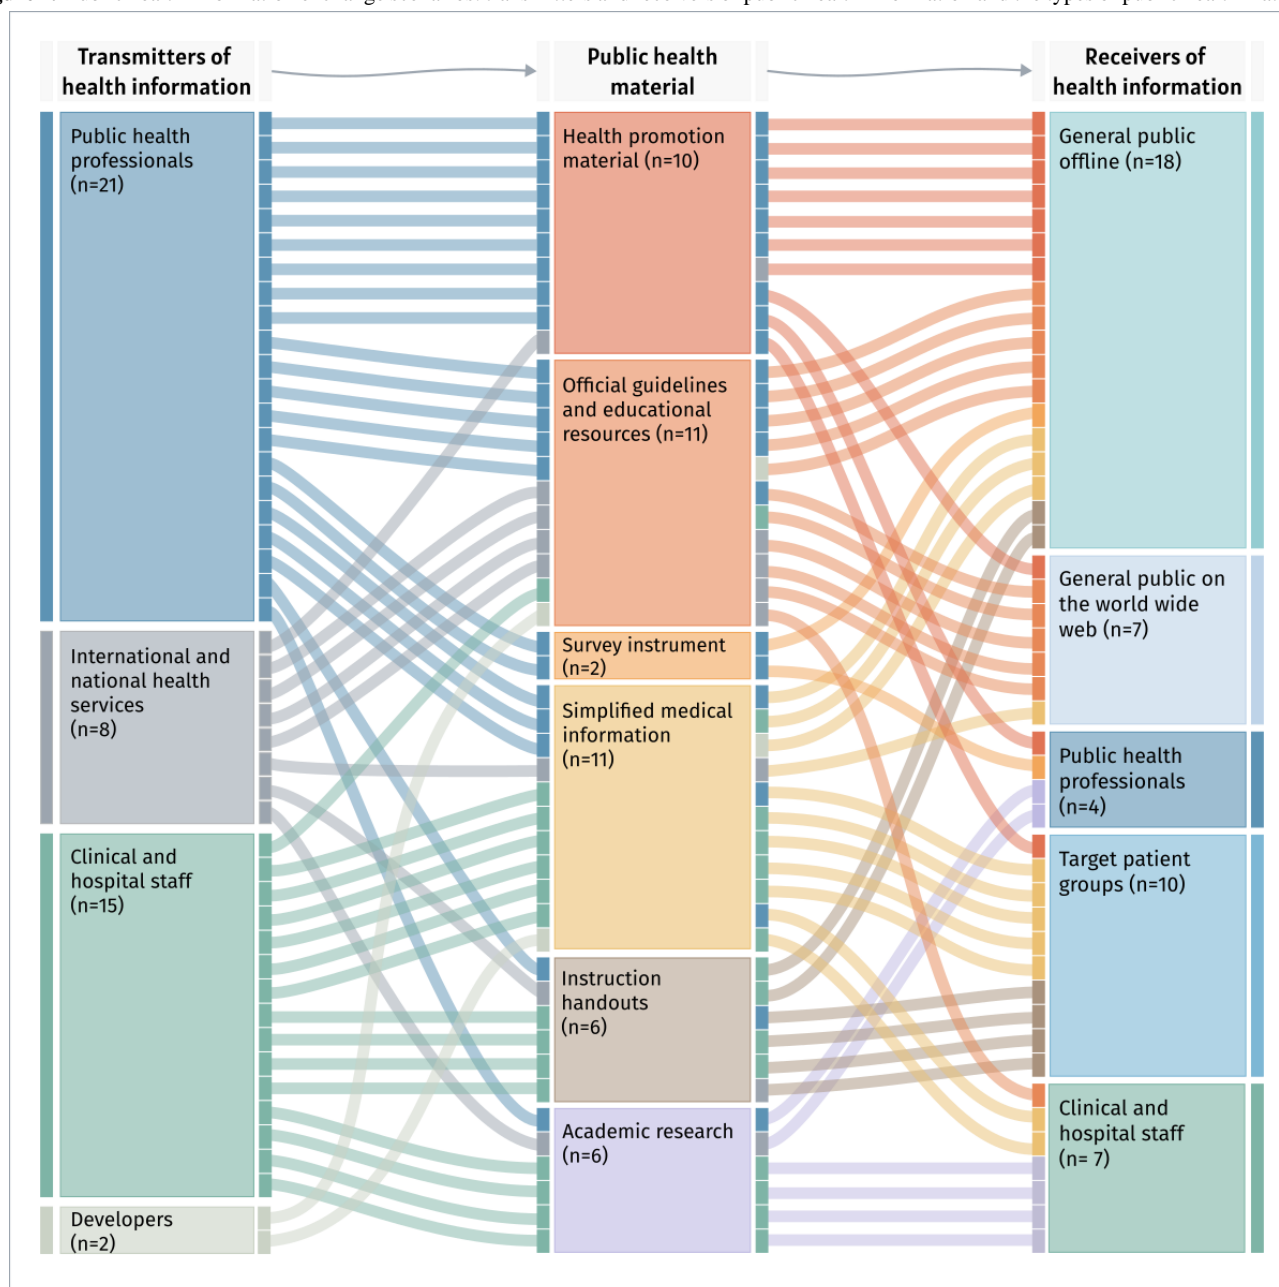 Transmitters of
health information
Public health
material
Receivers of
health information
Public health
professionals
(n=21)
International and
national health
services
(n=8)
Clinical and
hospital staff
(n=15)
Developers
(n=2)
Health promotion
material (n=10)
Official guidelines
and educational
resources (n=11)
Survey instrument
(n=2)
Simplified medical
information
(n=11)
Instruction
handouts
(n=6)
Academic research
(n=6)
General public
offline (n=18)
General public on
the world wide
web (n=7)
Public health
professionals
(n=4)
Target patient
groups (n=10)
Clinical and
hospital staff
(n= 7)